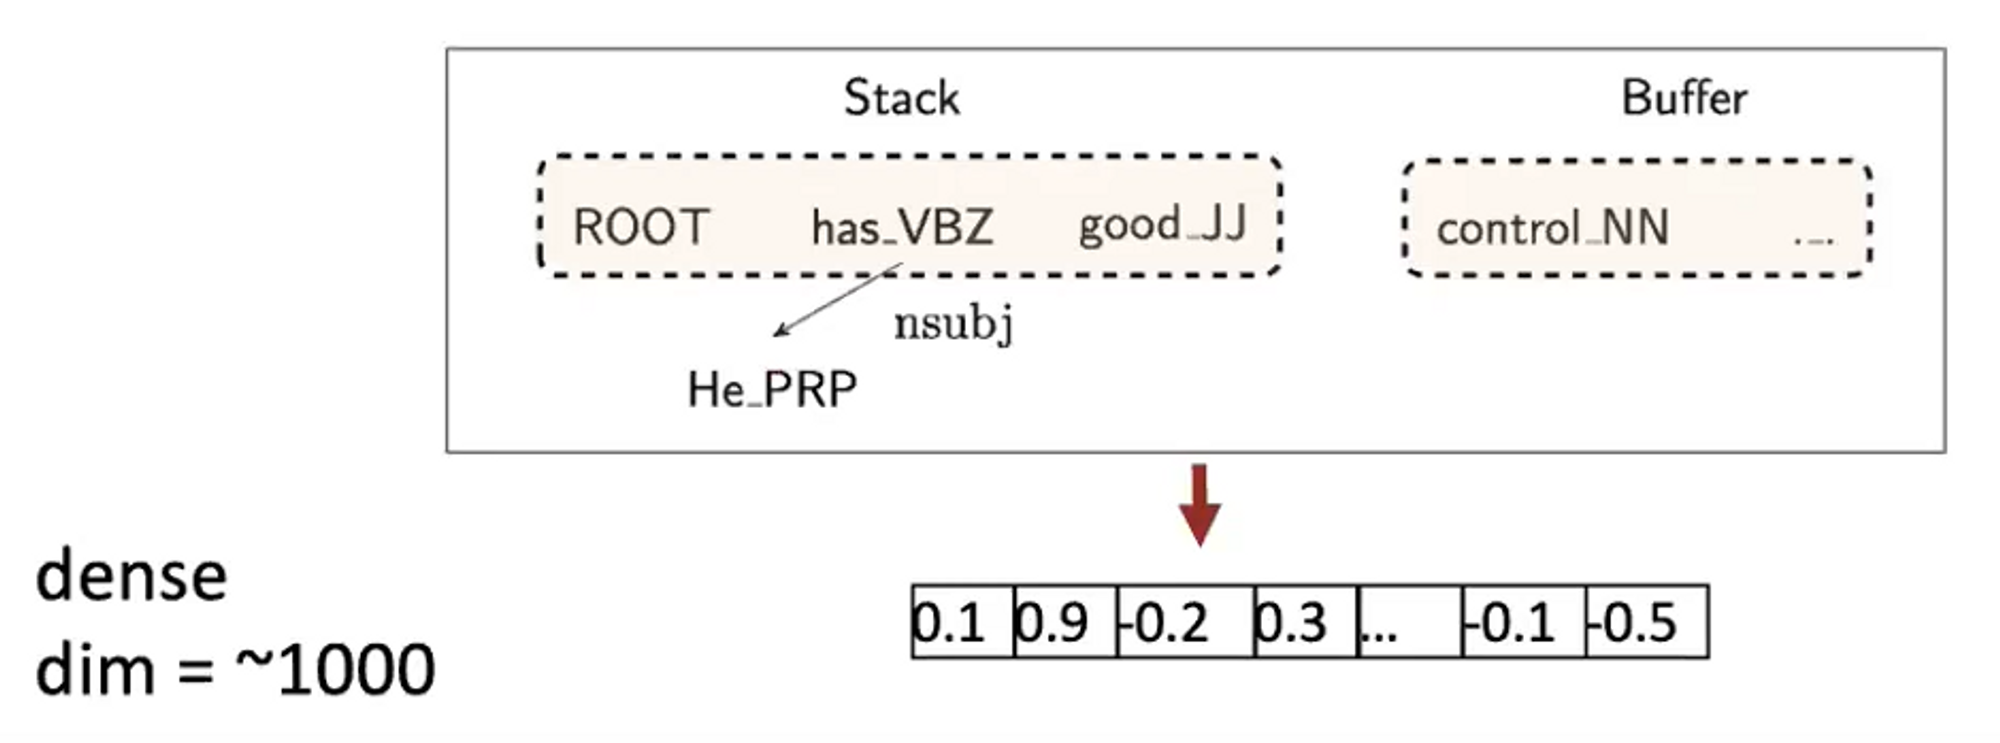 Stack Buffer
ROOT has_VBZ good_JJ control_NN ._.
nsubj
He_PRP
dense
dim = ~1000
0.1 0.9 -0.2 0.3 ... -0.1 -0.5